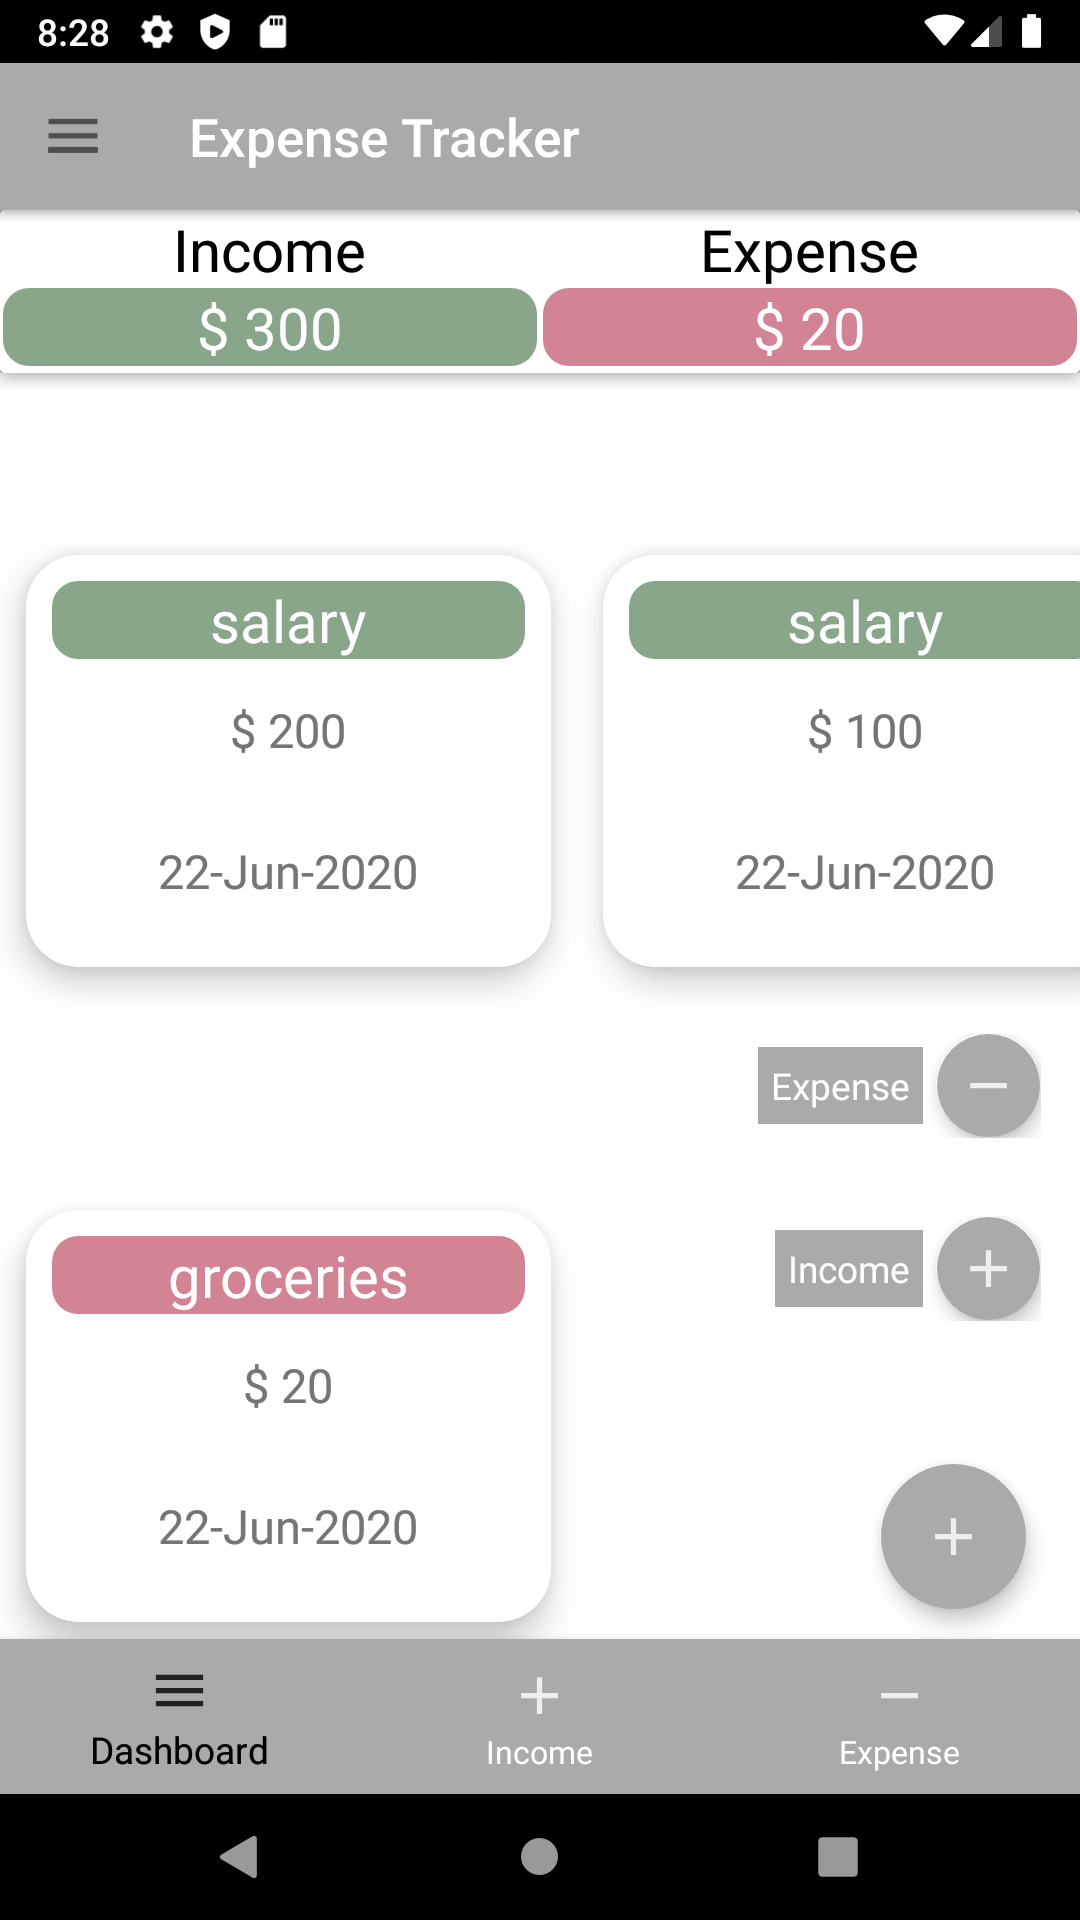 8:28
Expense Tracker
Income Expense
$ 300 $ 20
salary salary
$ 200 $ 100
22-Jun-2020 22-Jun-2020
Expense
Income
groceries
$ 20
22-Jun-2020
Dashboard Income Expense